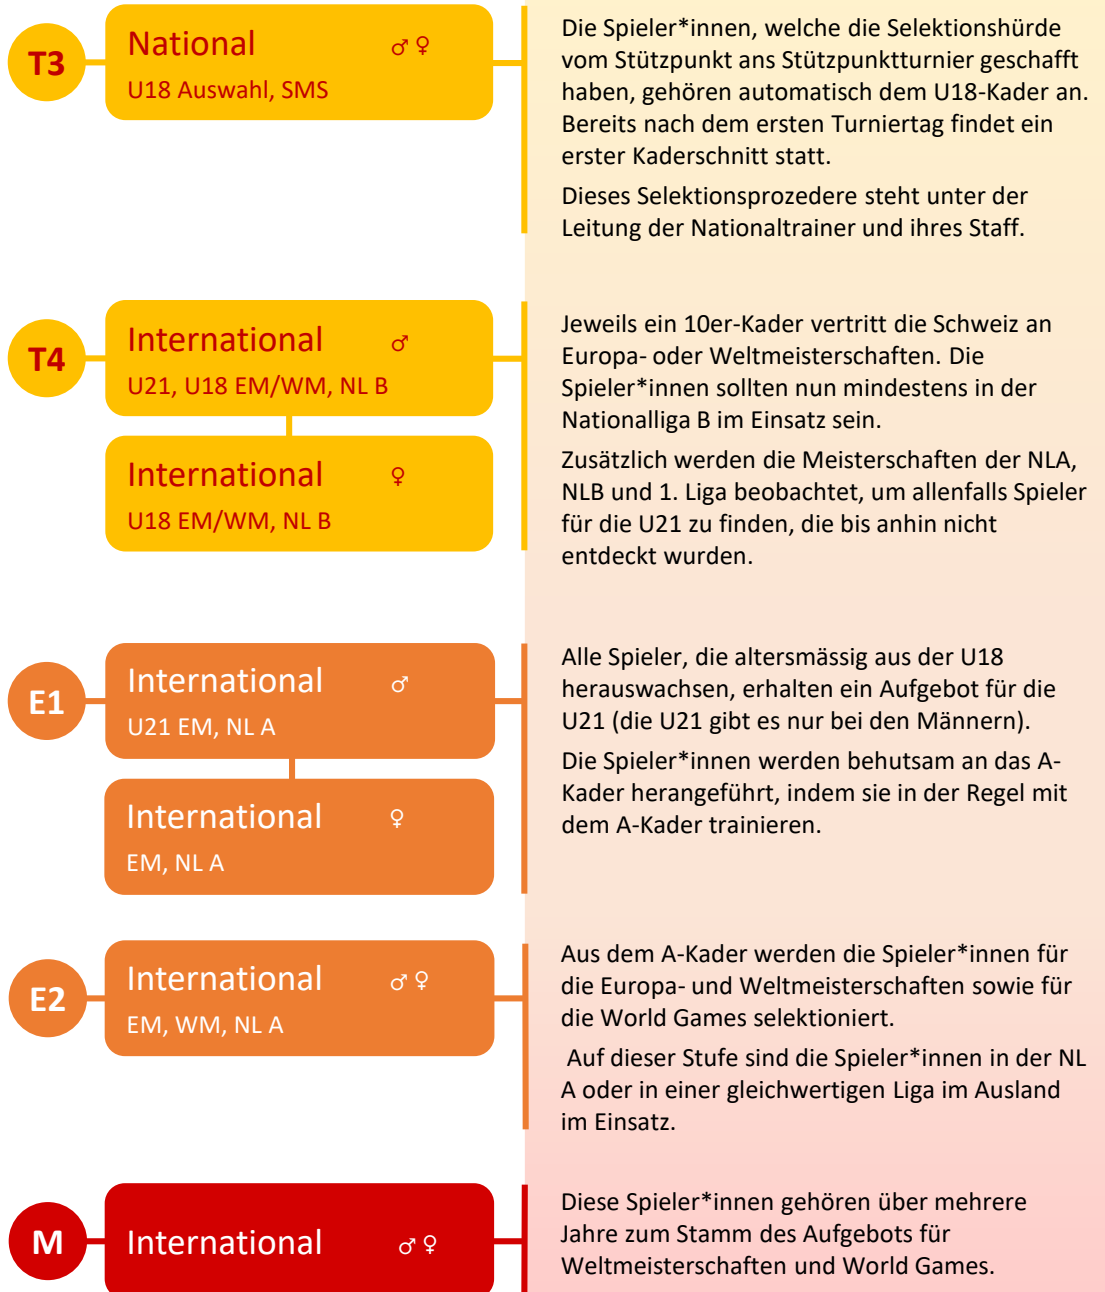 T3
National ♂ ♀
U18 Auswahl, SMS
Die Spieler*innen, welche die Selektionshürde
vom Stützpunkt ans Stützpunktturnier geschafft
haben, gehören automatisch dem U18-Kader an.
Bereits nach dem ersten Turniertag findet ein
erster Kaderschnitt statt.
Dieses Selektionsprozedere steht unter der
Leitung der Nationaltrainer und ihres Staff.
T4
International ♂
U21, U18 EM/WM, NL B
International ♀
U18 EM/WM, NL B
Jeweils ein 10er-Kader vertritt die Schweiz an
Europa- oder Weltmeisterschaften. Die
Spieler*innen sollten nun mindestens in der
Nationalliga B im Einsatz sein.
Zusätzlich werden die Meisterschaften der NLA,
NLB und 1. Liga beobachtet, um allenfalls Spieler
für die U21 zu finden, die bis anhin nicht
entdeckt wurden.
E1
International ♂
U21 EM, NL A
International ♀
EM, NL A
Alle Spieler, die altersmässig aus der U18
herauswachsen, erhalten ein Aufgebot für die
U21 (die U21 gibt es nur bei den Männern).
Die Spieler*innen werden behutsam an das A-
Kader herangeführt, indem sie in der Regel mit
dem A-Kader trainieren.
E2
International ♂ ♀
EM, WM, NL A
Aus dem A-Kader werden die Spieler*innen für
die Europa- und Weltmeisterschaften sowie für
die World Games selektioniert.
Auf dieser Stufe sind die Spieler*innen in der NL
A oder in einer gleichwertigen Liga im Ausland
im Einsatz.
M
International ♂ ♀
Diese Spieler*innen gehören über mehrere
Jahre zum Stamm des Aufgebots für
Weltmeisterschaften und World Games.